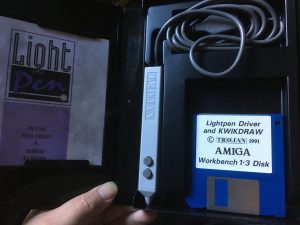 Light
Pen
TROJAN
Lightpen Driver
and KWIKDRAW
© TROJAN 1991
AMIGA
Workbench 1·3 Disk